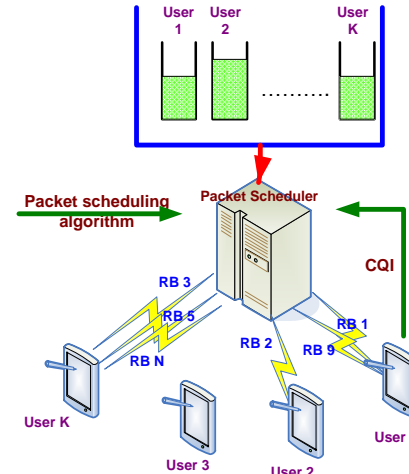 User User User
1 2 K
..........
Packet scheduling
algorithm
Packet Scheduler
CQI
RB 3
RB 5
RB N
RB 2
RB 1
RB 9
User K
User 3
User 2
User